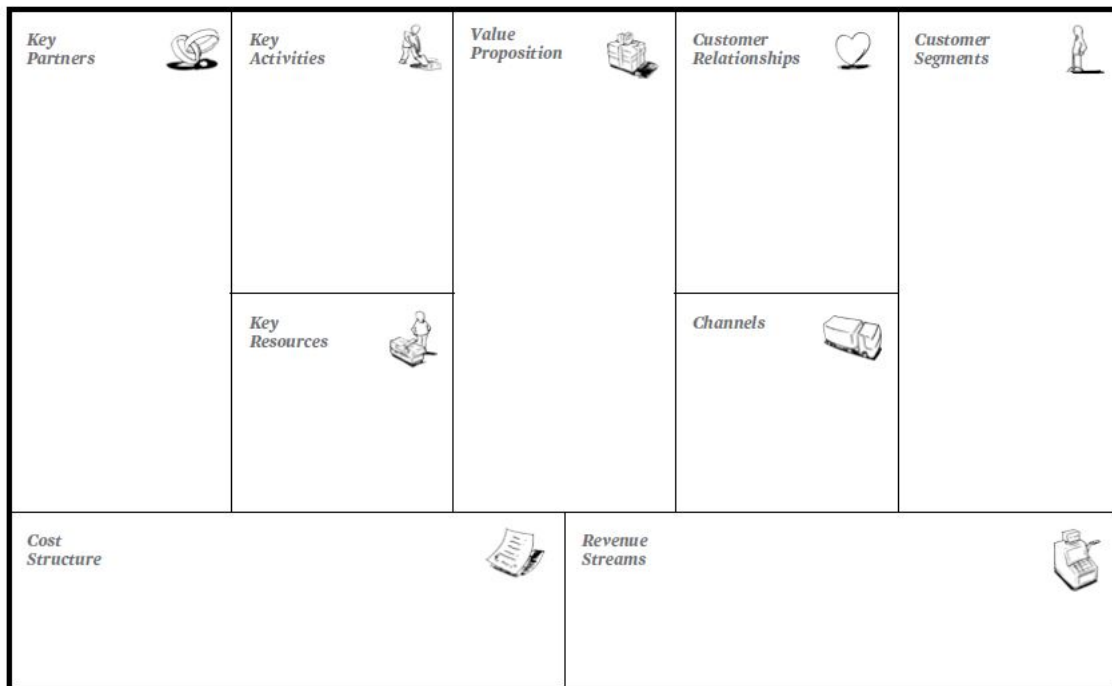 Key
Partners
Key
Activities
Value
Proposition
Customer
Relationships
Customer
Segments
Key
Resources
Channels
Cost
Structure
Revenue
Streams